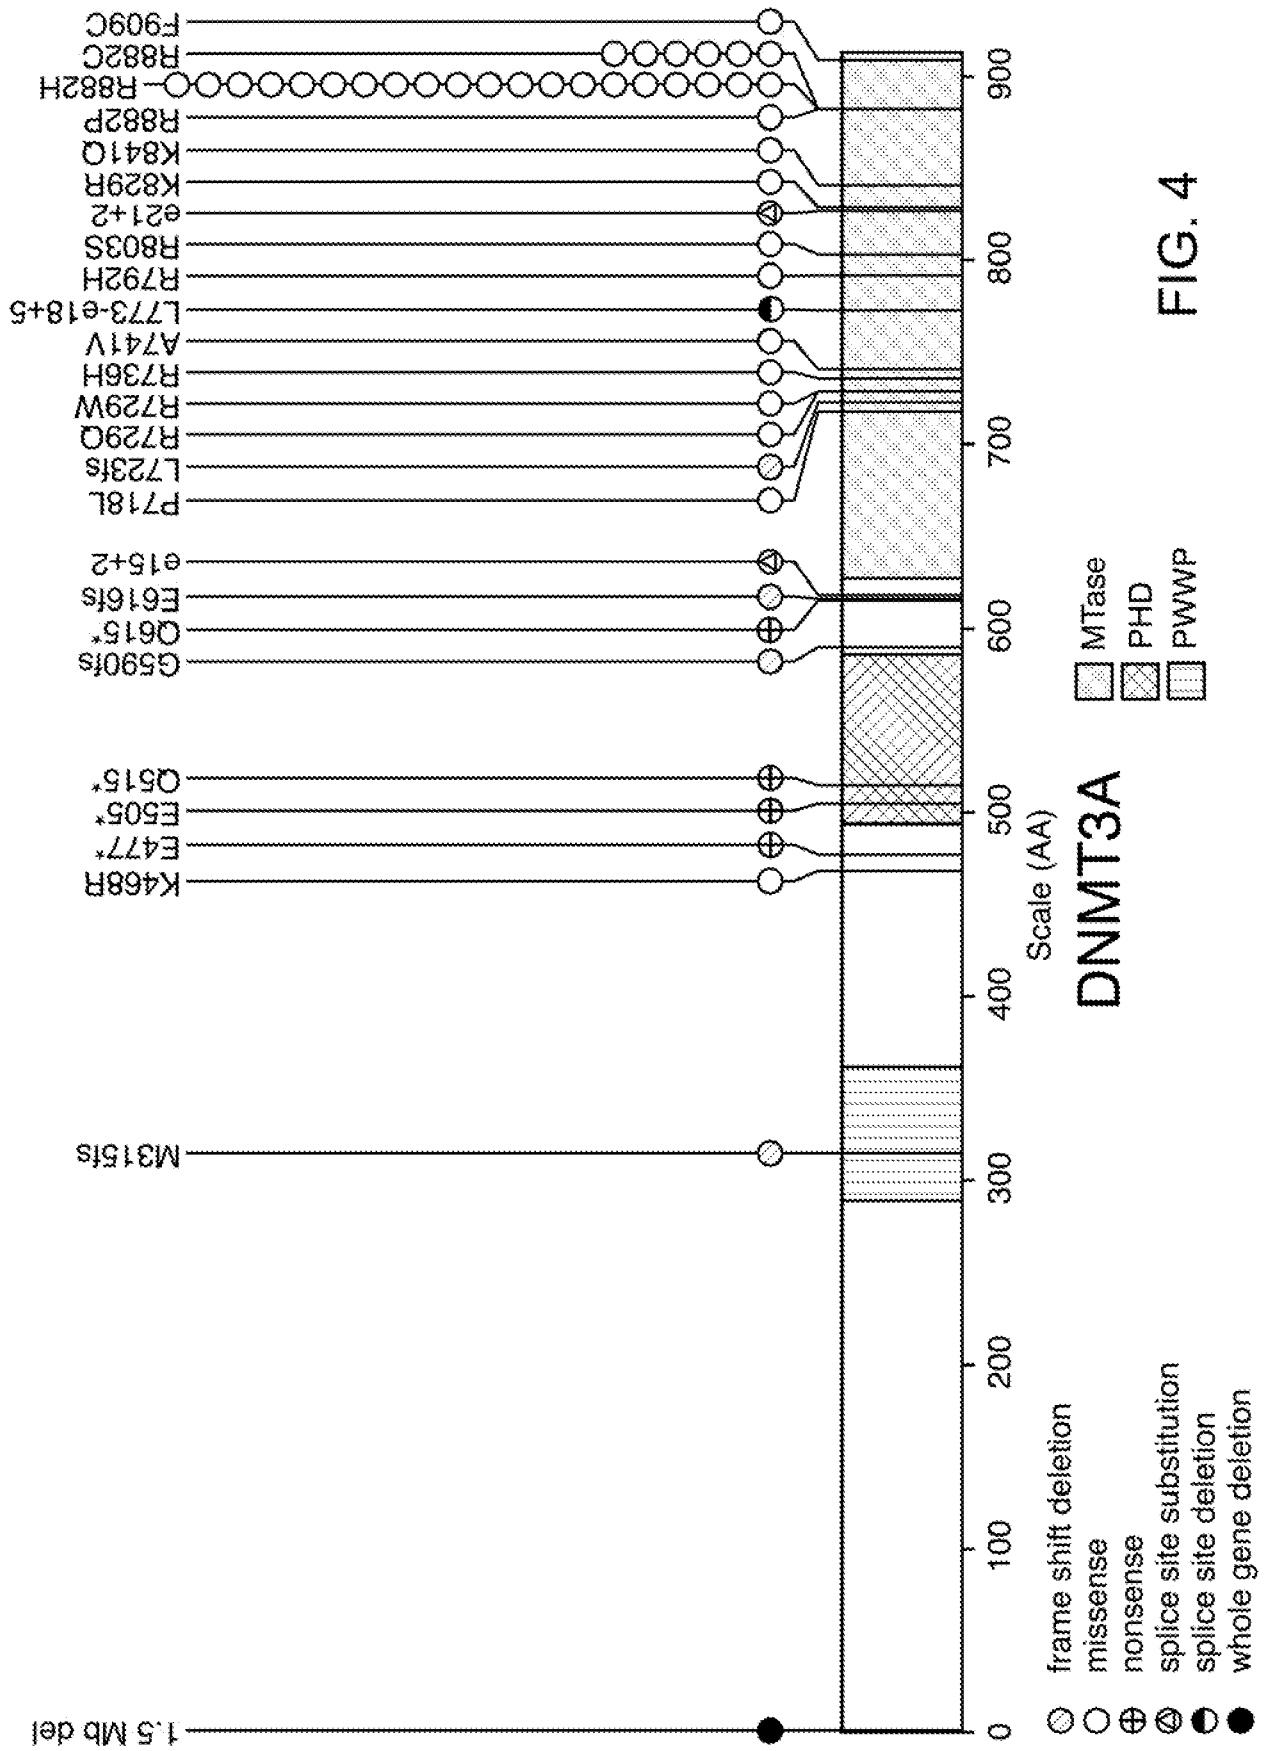 1.5 Mb del
M315fs
K468R
E477*
E505*
Q515*
G590fs
Q615*
E616fs
e15+2
P718L
L723fs
R729Q
R729W
R736H
A741V
L773-e18+5
R792H
R803S
e21+2
K829R
K841Q
R882P
R882H
R882C
F909C
0 100 200 300 400 500 600 700 800 900
Scale (AA)
DNMT3A
frame shift deletion
missense
nonsense
splice site substitution
splice site deletion
whole gene deletion
MTase
PHD
PWWP
FIG. 4